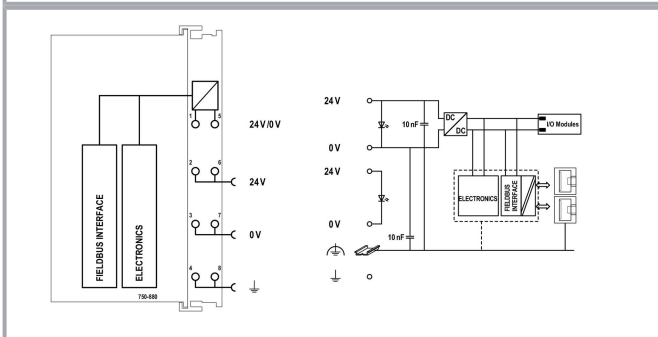 1 5
24 V /0 V
2 6
24 V
3 7
0 V
4 8
FIELDBUS INTERFACE
ELECTRONICS
750-880
24 V
0 V
24 V
0 V
10 nF
10 nF
DC
DC
I/O Modules
ELECTRONICS
FIELDBUS
INTERFACE